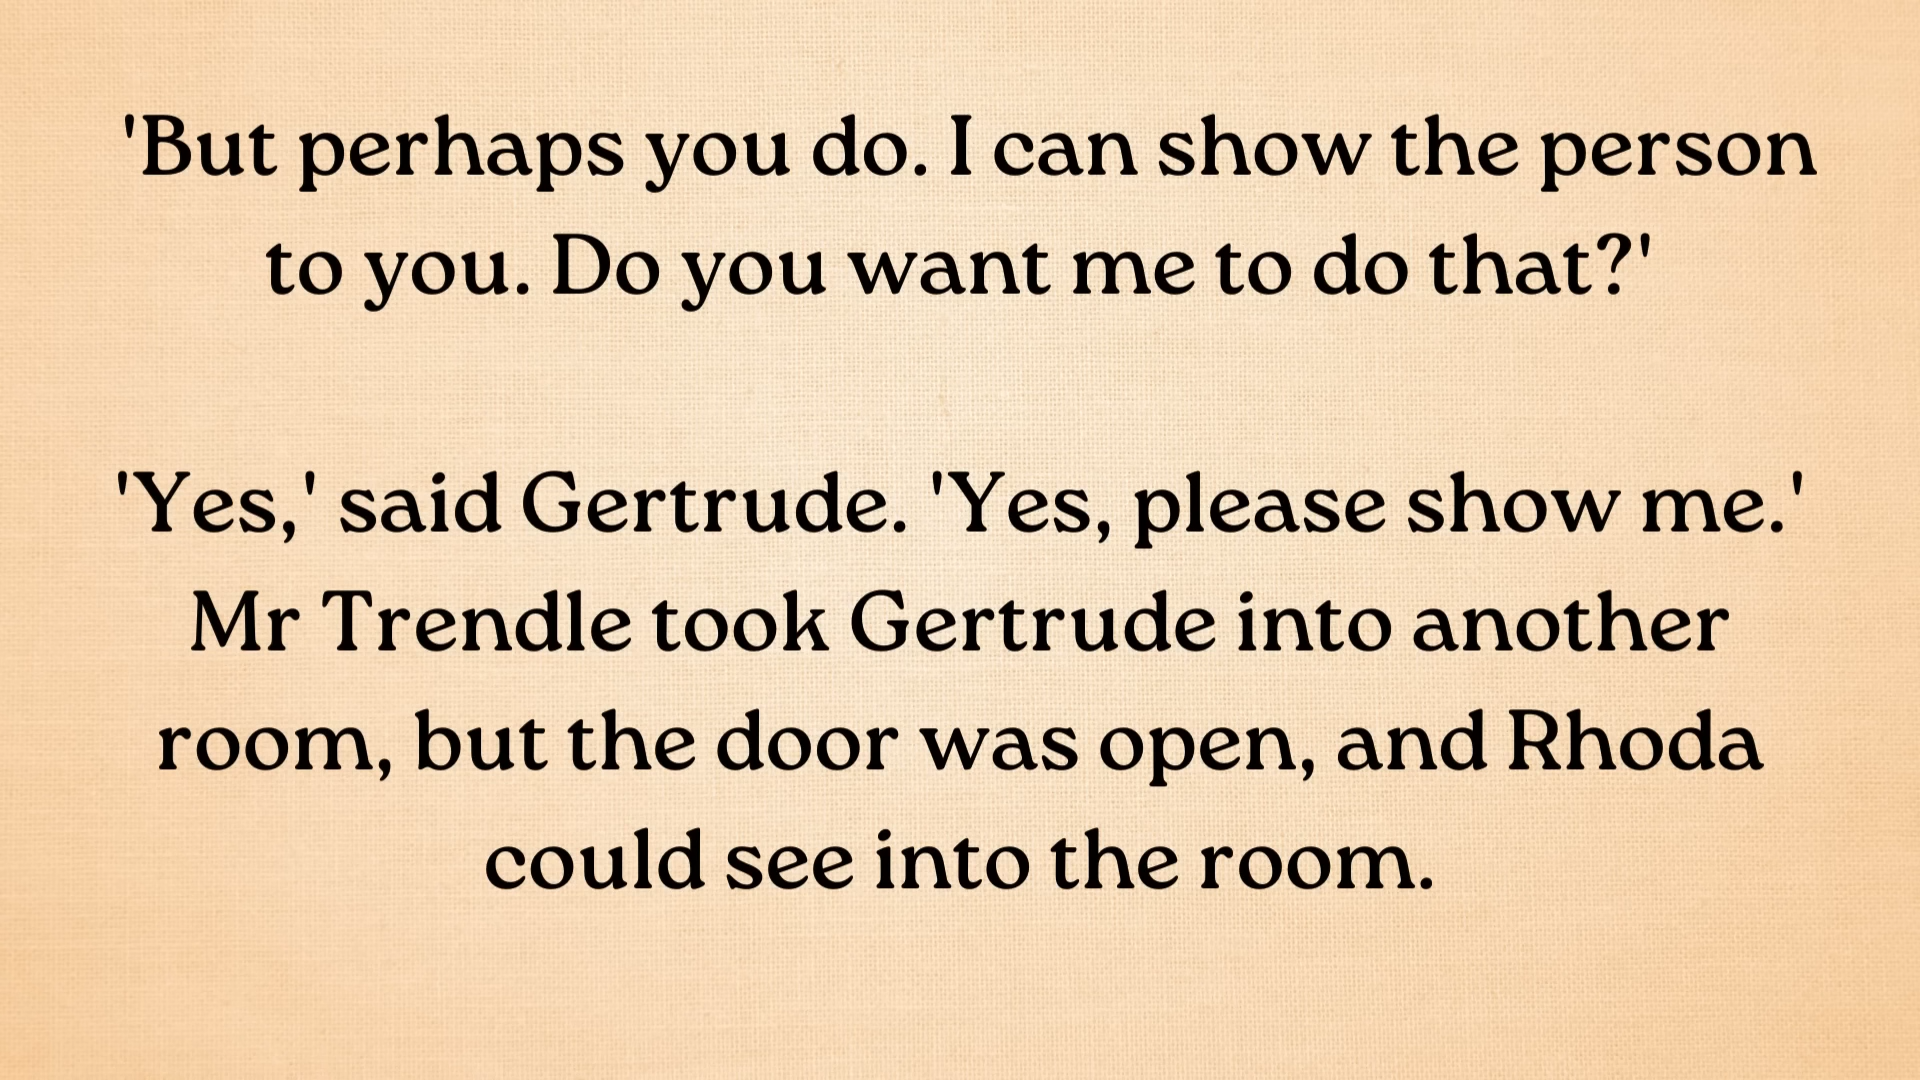 'But perhaps you do. I can show the person
to you. Do you want me to do that?'
'Yes,' said Gertrude. 'Yes, please show me.'
Mr Trendle took Gertrude into another
room, but the door was open, and Rhoda
could see into the room.